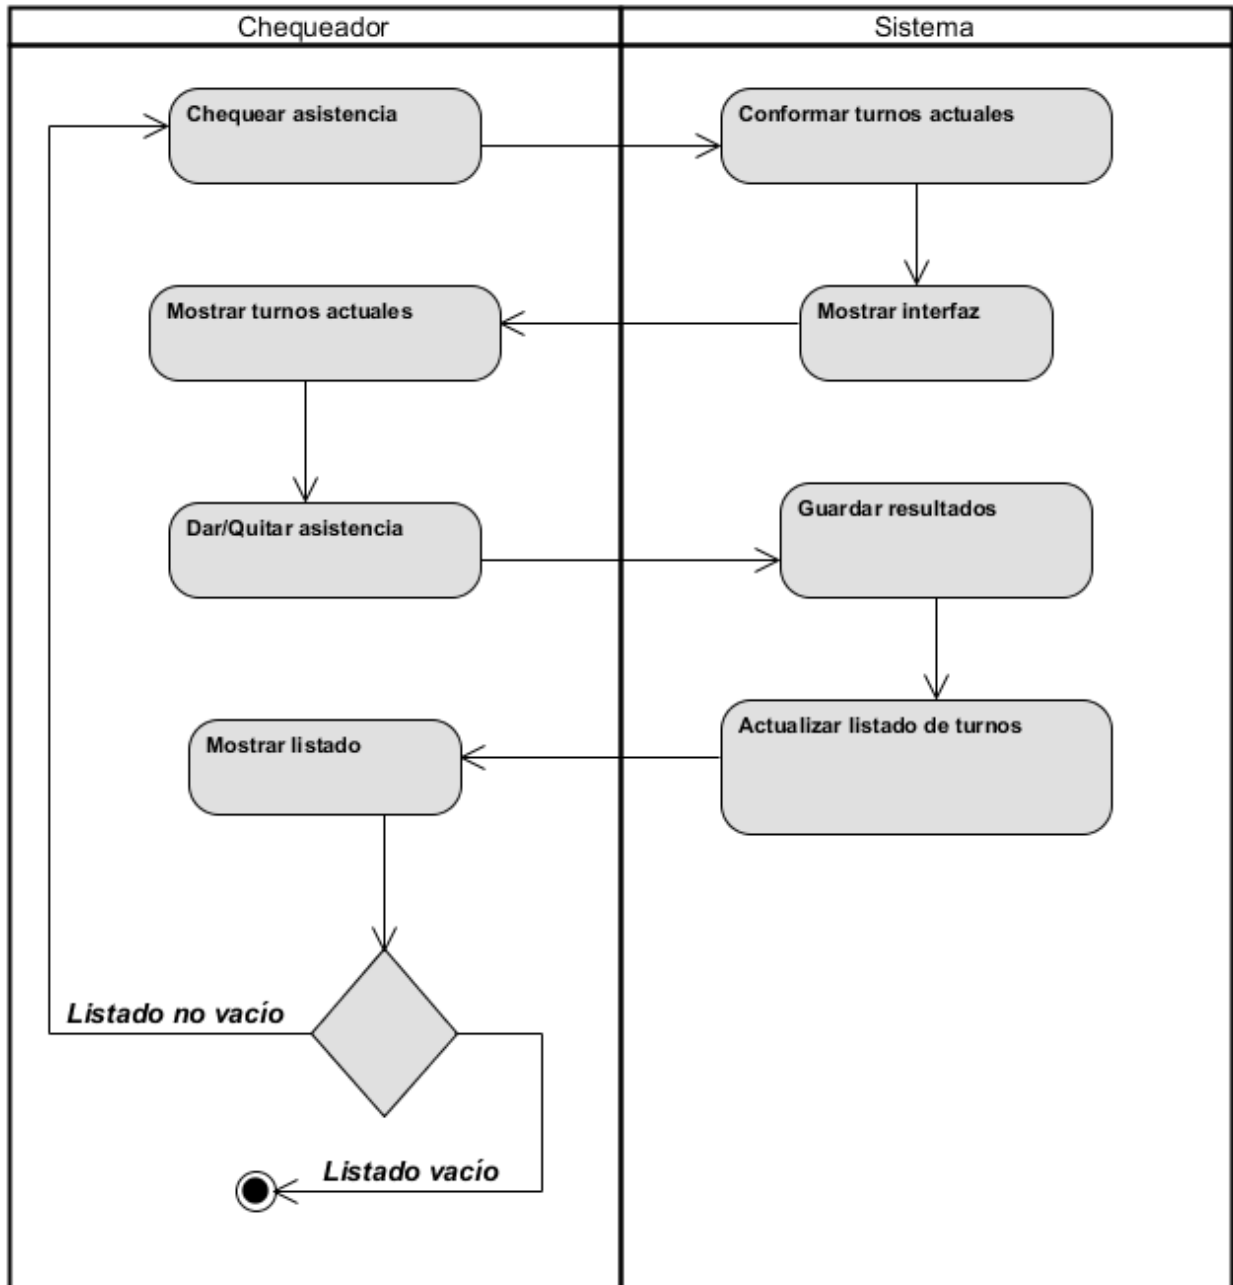 Chequeador
Sistema
Chequear asistencia
Conformar turnos actuales
Mostrar turnos actuales
Mostrar interfaz
Dar/Quitar asistencia
Guardar resultados
Mostrar listado
Actualizar listado de turnos
Listado no vacío
Listado vacío